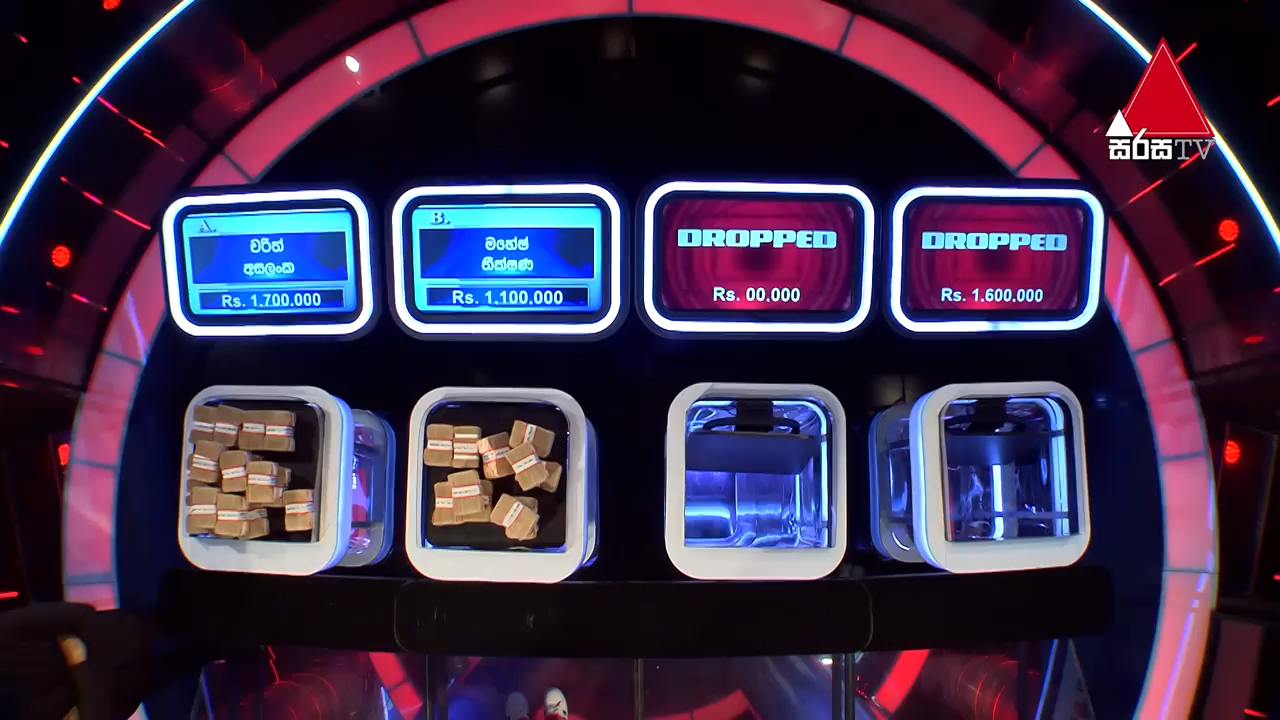 A.
චරිත්
අසලංක
Rs. 1,700,000
B.
මහේෂ්
තීක්ෂණ
Rs. 1,100,000
DROPPED
Rs. 00,000
DROPPED
Rs. 1,600,000
සිරස TV